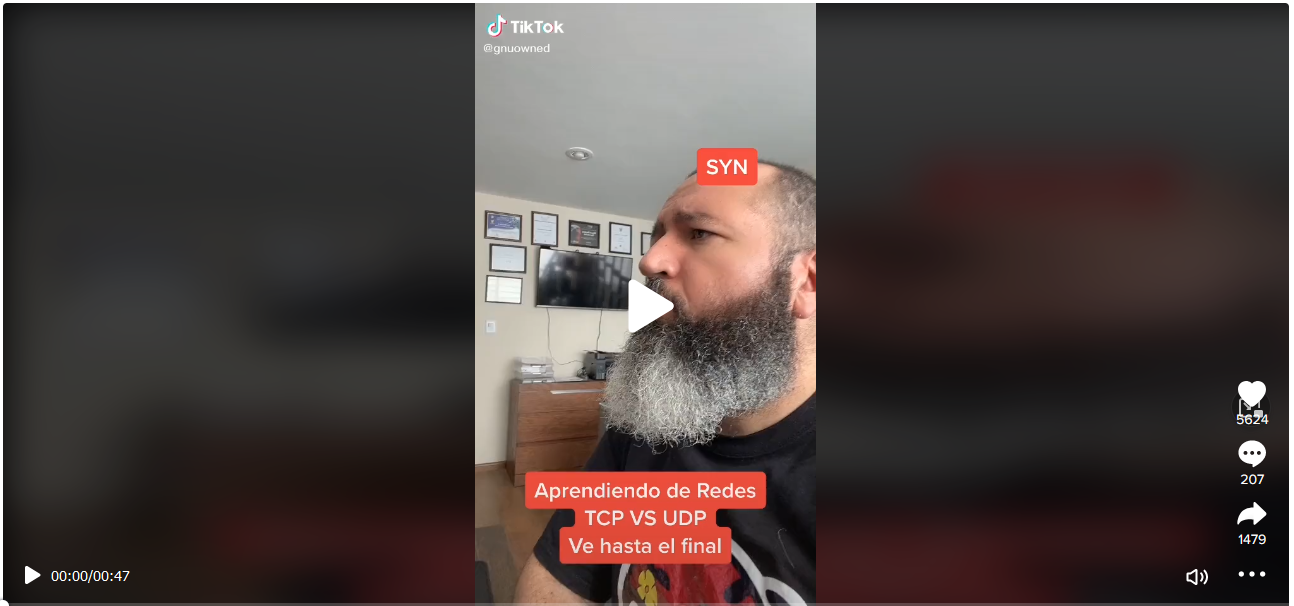 TikTok
@gnuowned
SYN
Aprendiendo de Redes
TCP VS UDP
Ve hasta el final
5624
207
1479
00:00/00:47